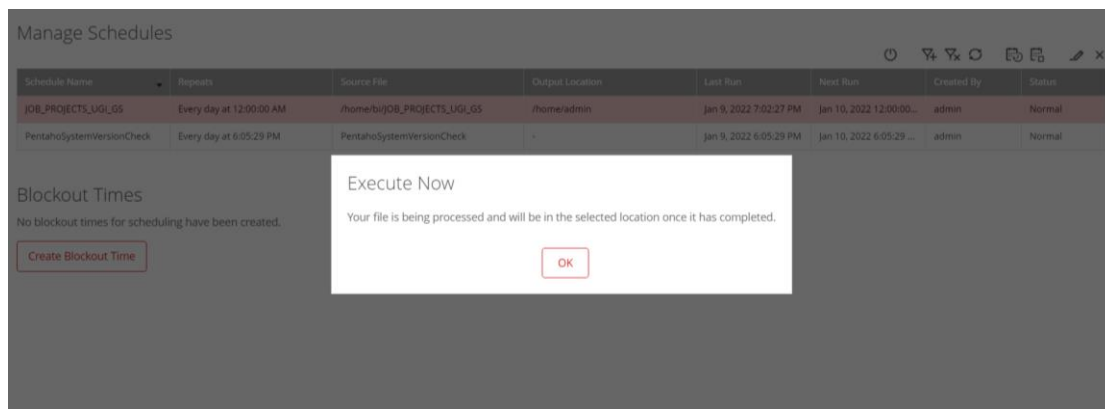 Manage Schedules
Schedule Name Repeats Source File Output Location Last Run Next Run Created By Status
JOB_PROJECTS_UGI_GS Every day at 12:00:00 AM /home/bi/JOB_PROJECTS_UGI_GS /home/admin Jan 9, 2022 7:02:27 PM Jan 10, 2022 12:00:00... admin Normal
PentahoSystemVersionCheck Every day at 6:05:29 PM PentahoSystemVersionCheck - Jan 9, 2022 6:05:29 PM Jan 10, 2022 6:05:29 ... admin Normal
Execute Now
Your file is being processed and will be in the selected location once it has completed.
OK
Blockout Times
No blockout times for scheduling have been created.
Create Blockout Time